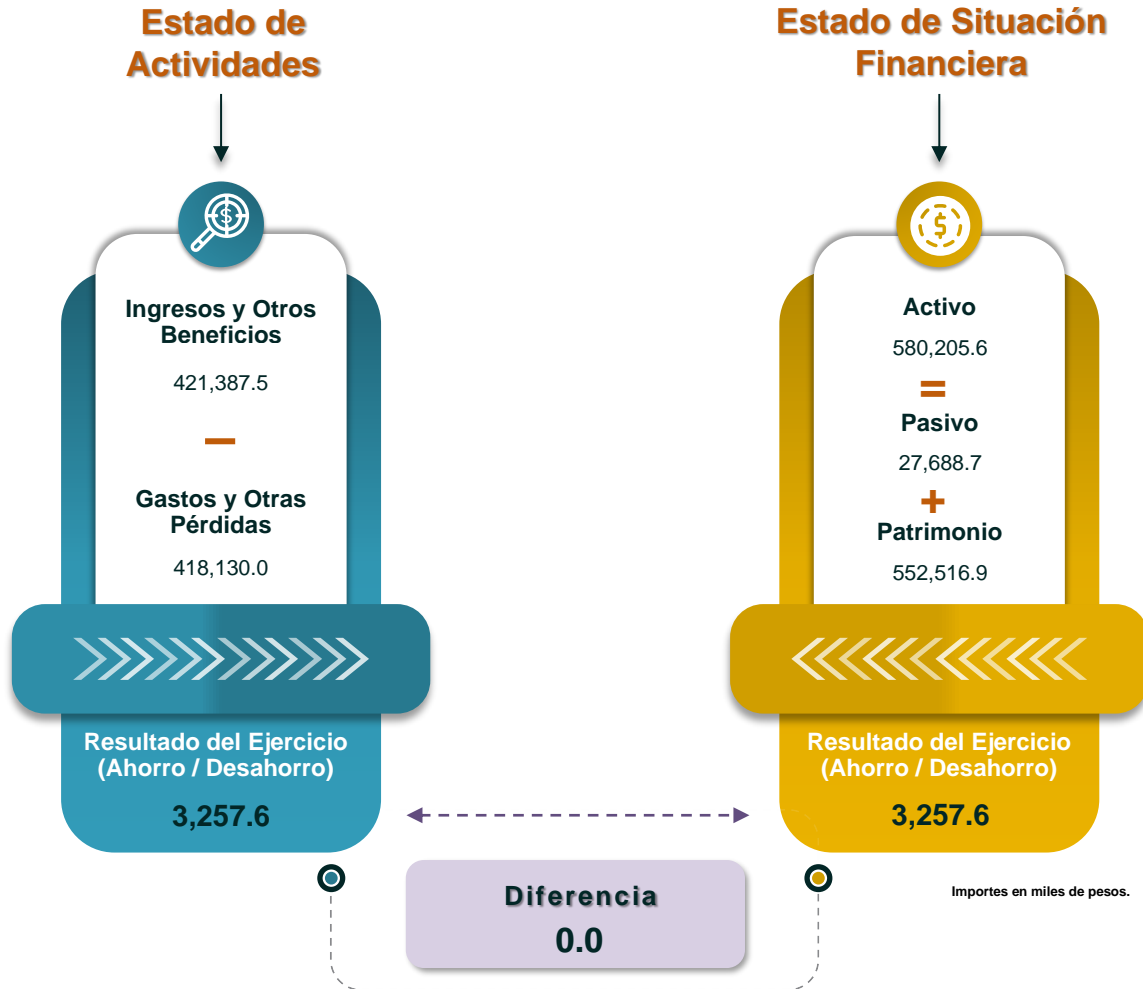 Estado de
Actividades
Ingresos y Otros
Beneficios
421,387.5
–
Gastos y Otras
Pérdidas
418,130.0
Resultado del Ejercicio
(Ahorro / Desahorro)
3,257.6
Estado de Situación
Financiera
$
Activo
580,205.6
=
Pasivo
27,688.7
+
Patrimonio
552,516.9
Resultado del Ejercicio
(Ahorro / Desahorro)
3,257.6
Diferencia
0.0
Importes en miles de pesos.